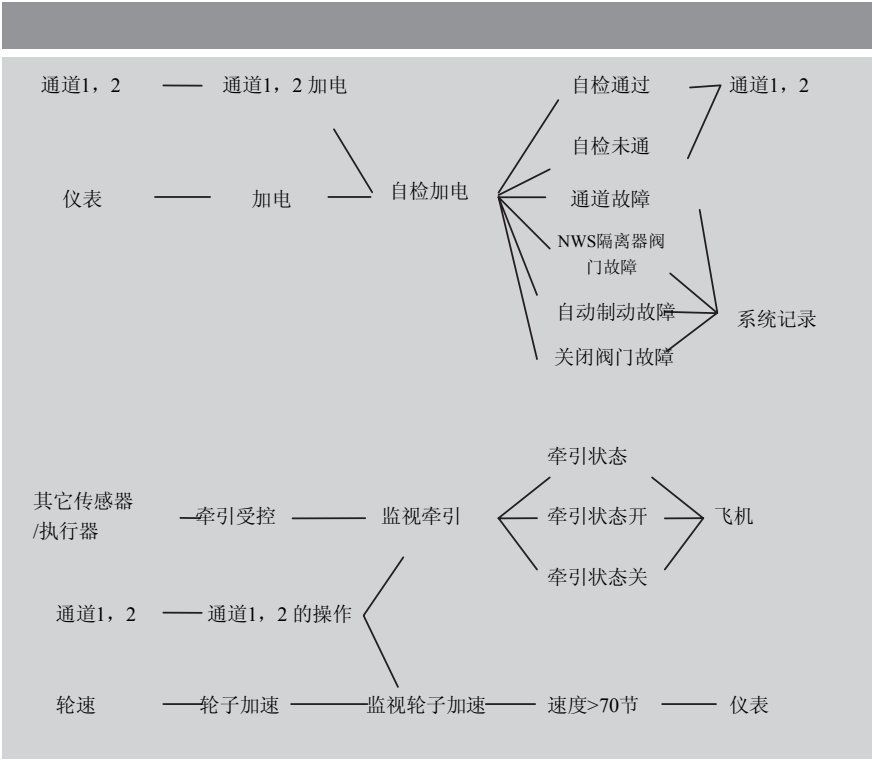 通道1，2
通道1，2 加电
自检通过
通道1，2
自检未通
仪表
加电
自检加电
通道故障
NWS隔离器阀
门故障
自动制动故障
系统记录
关闭阀门故障
牵引状态
其它传感器
/执行器
牵引受控
监视牵引
牵引状态开
飞机
牵引状态关
通道1，2
通道1，2 的操作
轮速
轮子加速
监视轮子加速
速度>70节
仪表